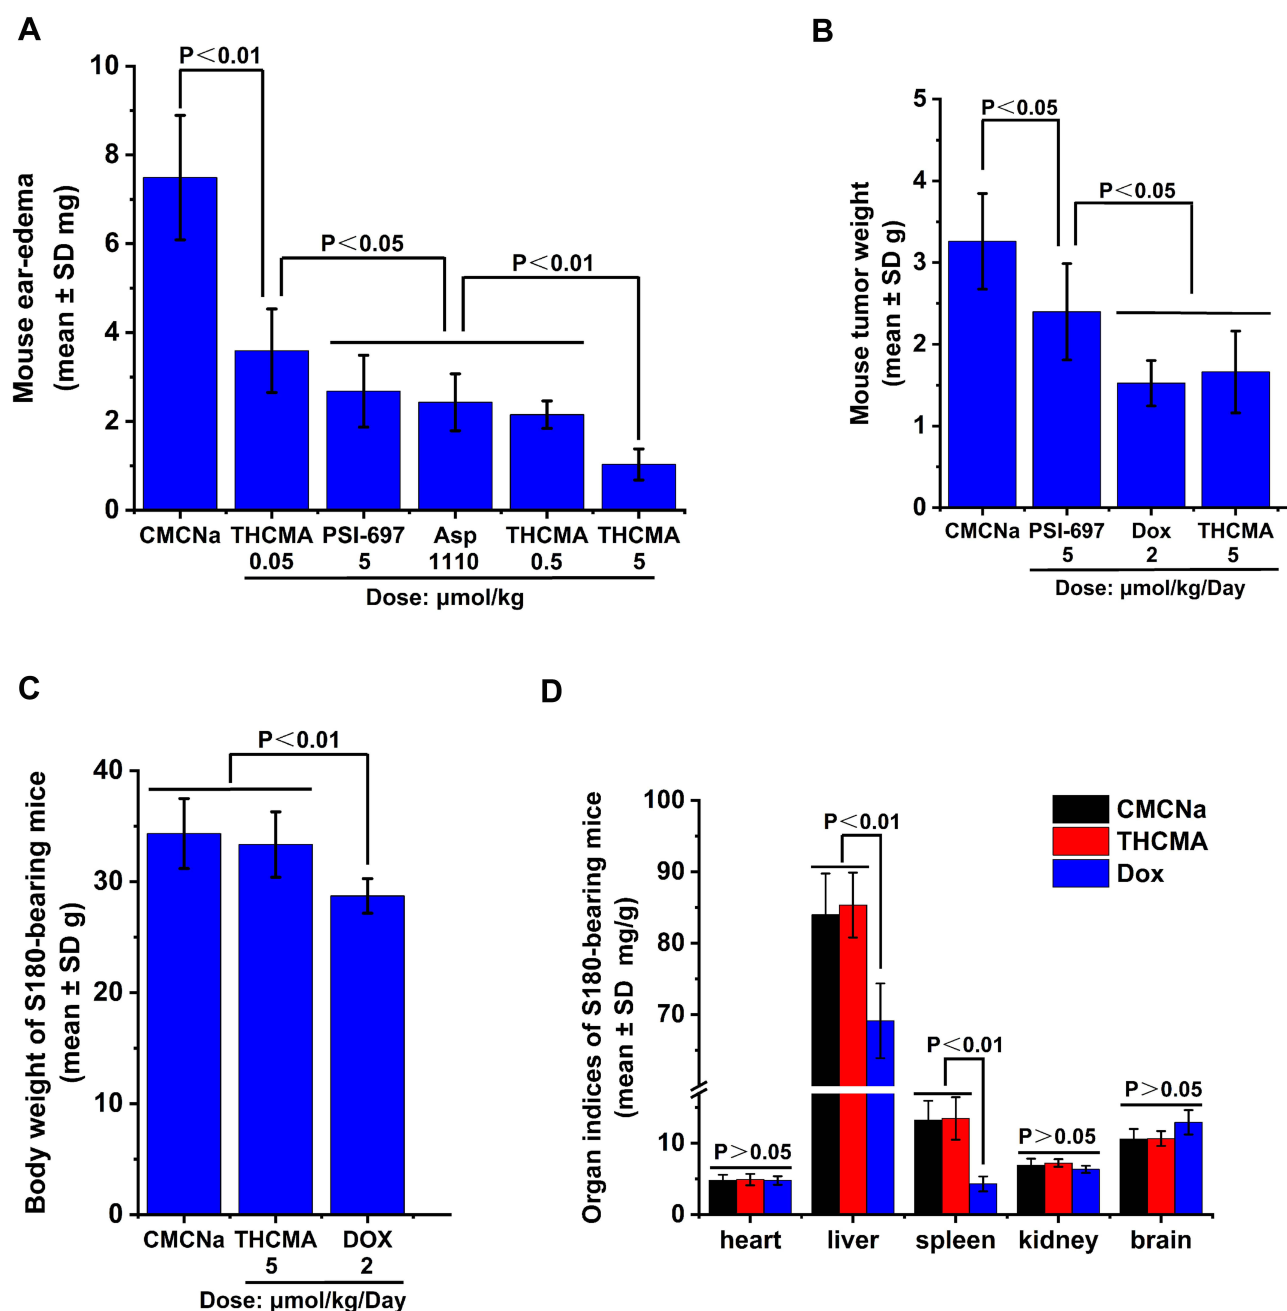 A
Mouse ear-edema
(mean ± SD mg)
10
8
6
4
2
0
P<0.01
P<0.05
P<0.01
CMCNa THCMA PSI-697 Asp THCMA THCMA
0.05 5 1110 0.5 5
Dose: μmol/kg
B
Mouse tumor weight
(mean ± SD g)
5
4
3
2
1
0
P<0.05
P<0.05
CMCNa PSI-697 Dox THCMA
5 2 5
Dose: μmol/kg/Day
C
Body weight of S180-bearing mice
(mean ± SD g)
40
30
20
10
0
P<0.01
CMCNa THCMA DOX
5 2
Dose: μmol/kg/Day
D
Organ indices of S180-bearing mice
(mean ± SD mg/g)
100
90
80
70
10
0
CMCNa
THCMA
Dox
P<0.01
P<0.01
P>0.05
P>0.05
P>0.05
heart liver spleen kidney brain